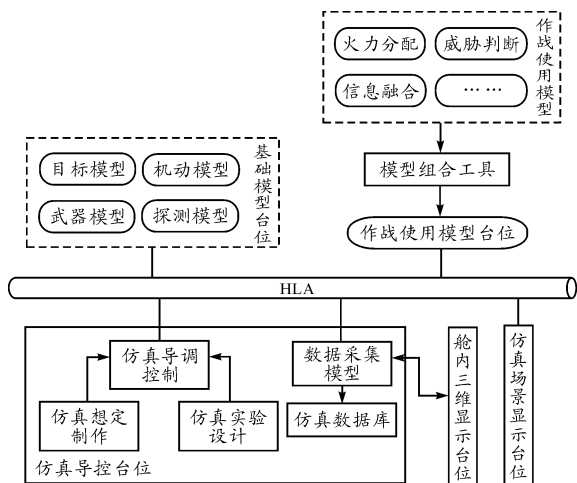 火力分配
威胁判断
信息融合
……
作战使用模型
目标模型
机动模型
武器模型
探测模型
基础模型台位
模型组合工具
作战使用模型台位
HLA
仿真导调
控制
数据采集
模型
仿真想定
制作
仿真实验
设计
仿真数据库
仿真导控台位
舱内三维显示台位
仿真场景显示台位